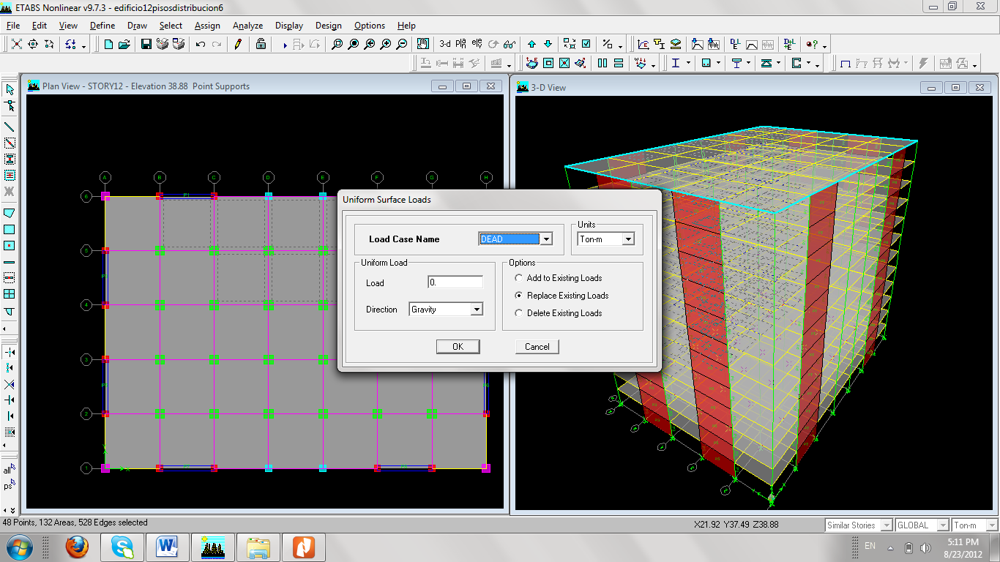 ETABS Nonlinear v9.7.3 - edificio12pisosdistribucion6
File Edit View Define Draw Select Assign Analyze Display Design Options Help
3-d
Plan View - STORY12 - Elevation 38.88 Point Supports
3-D View
A B C D E F G H
6
5
4
3
2
1
Uniform Surface Loads
Load Case Name DEAD
Units
Ton-m
Uniform Load
Load 0.
Direction Gravity
Options
Add to Existing Loads
Replace Existing Loads
Delete Existing Loads
OK Cancel
all
ps
48 Points, 132 Areas, 528 Edges selected
X21.92 Y37.49 Z38.88
Similar Stories GLOBAL Ton-m
EN
5:11 PM
8/23/2012